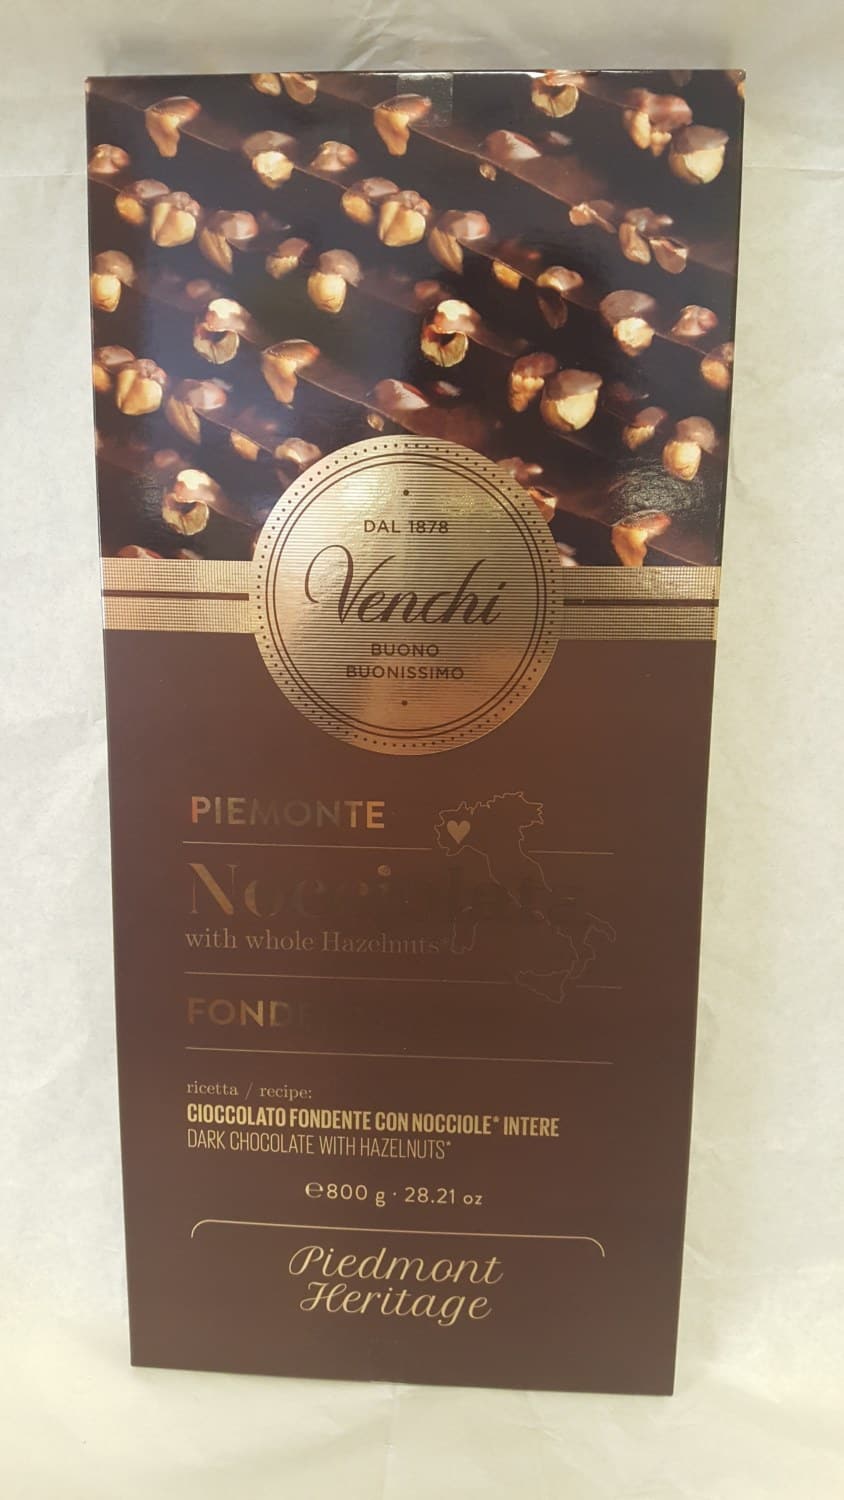 DAL 1878
Venchi
BUONO
BUONISSIMO
PIEMONTE
Nocciolata
with whole Hazelnuts*
ricetta / recipe:
CIOCCOLATO FONDENTE CON NOCCIOLE* INTERE
DARK CHOCOLATE WITH HAZELNUTS*
℮800 g · 28.21 oz
Piedmont
Heritage